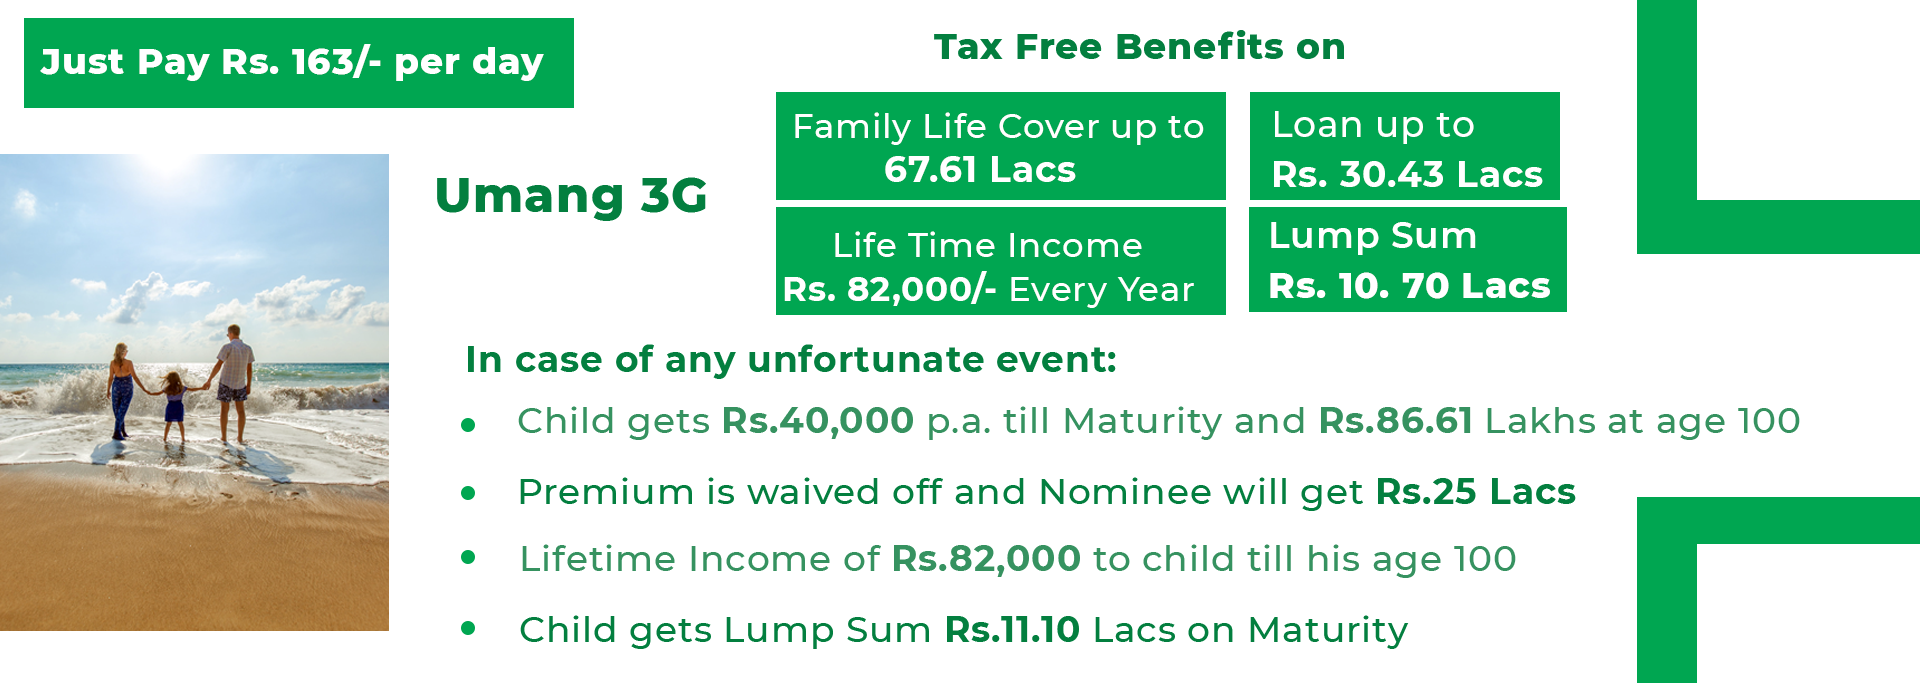 Just Pay Rs. 163/- per day
Tax Free Benefits on
Family Life Cover up to
67.61 Lacs
Loan up to
Rs. 30.43 Lacs
Umang 3G
Life Time Income
Rs. 82,000/- Every Year
Lump Sum
Rs. 10. 70 Lacs
In case of any unfortunate event:
• Child gets Rs.40,000 p.a. till Maturity and Rs.86.61 Lakhs at age 100
• Premium is waived off and Nominee will get Rs.25 Lacs
• Lifetime Income of Rs.82,000 to child till his age 100
• Child gets Lump Sum Rs.11.10 Lacs on Maturity